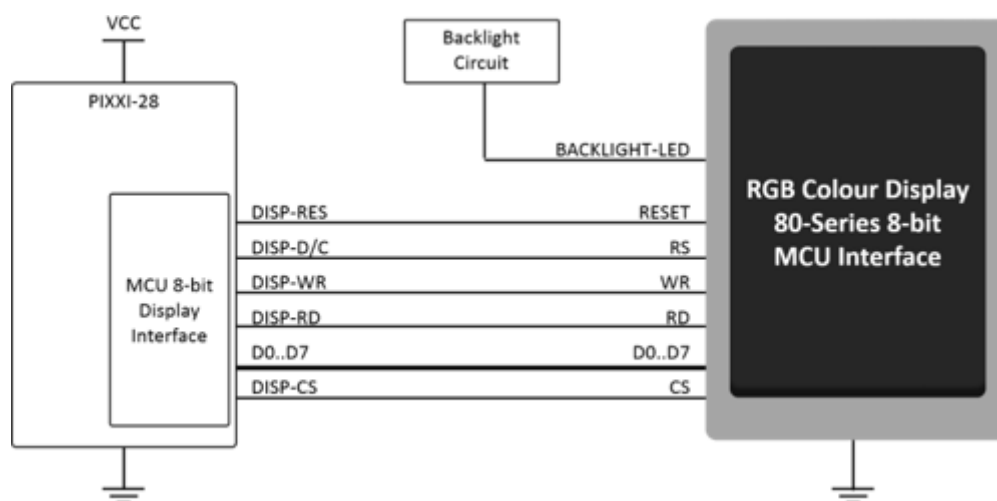 VCC
PIXXI-28
Backlight
Circuit
BACKLIGHT-LED
DISP-RES RESET
DISP-D/C RS
DISP-WR WR
DISP-RD RD
D0..D7 D0..D7
DISP-CS CS
MCU 8-bit
Display
Interface
RGB Colour Display
80-Series 8-bit
MCU Interface